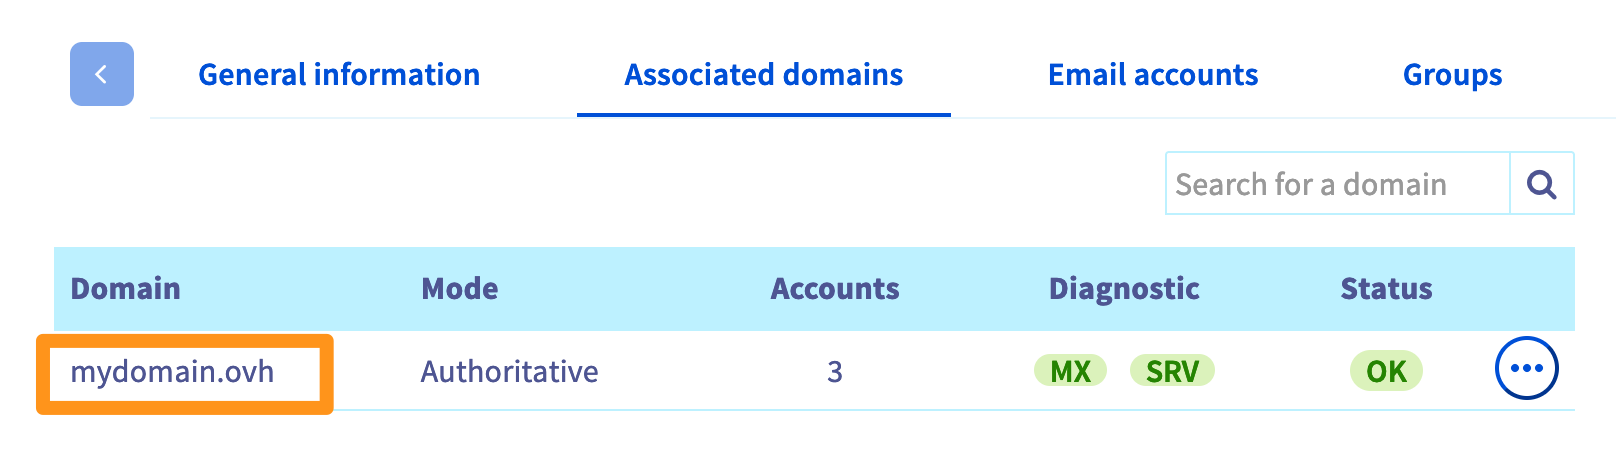 General information Associated domains Email accounts Groups
Search for a domain
Domain Mode Accounts Diagnostic Status
mydomain.ovh Authoritative 3 MX SRV OK